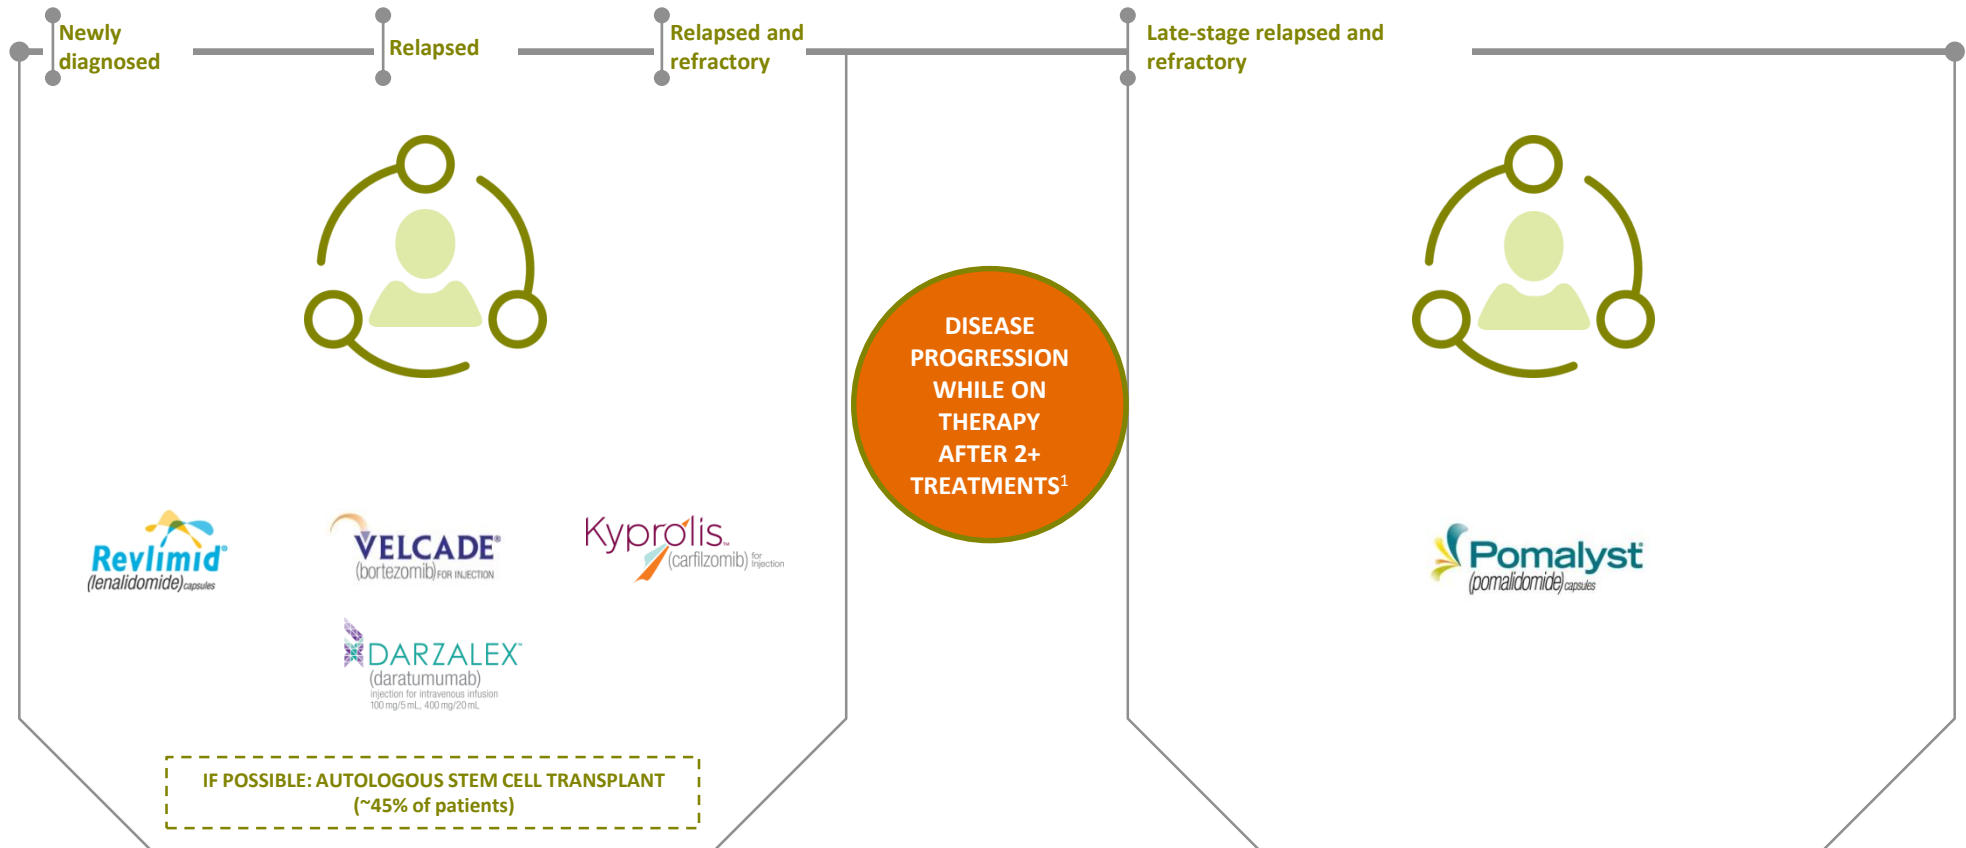 Newly
diagnosed
Relapsed
Relapsed and
refractory
Late-stage relapsed and
refractory
DISEASE
PROGRESSION
WHILE ON
THERAPY
AFTER 2+
TREATMENTS1
Revlimid®
(lenalidomide) capsules
VELCADE®
(bortezomib) FOR INJECTION
Kyprolis™
(carfilzomib) for Injection
DARZALEX™
(daratumumab)
injection for intravenous infusion
100 mg/5 mL, 400 mg/20 mL
Pomalyst®
(pomalidomide) capsules
IF POSSIBLE: AUTOLOGOUS STEM CELL TRANSPLANT
(~45% of patients)